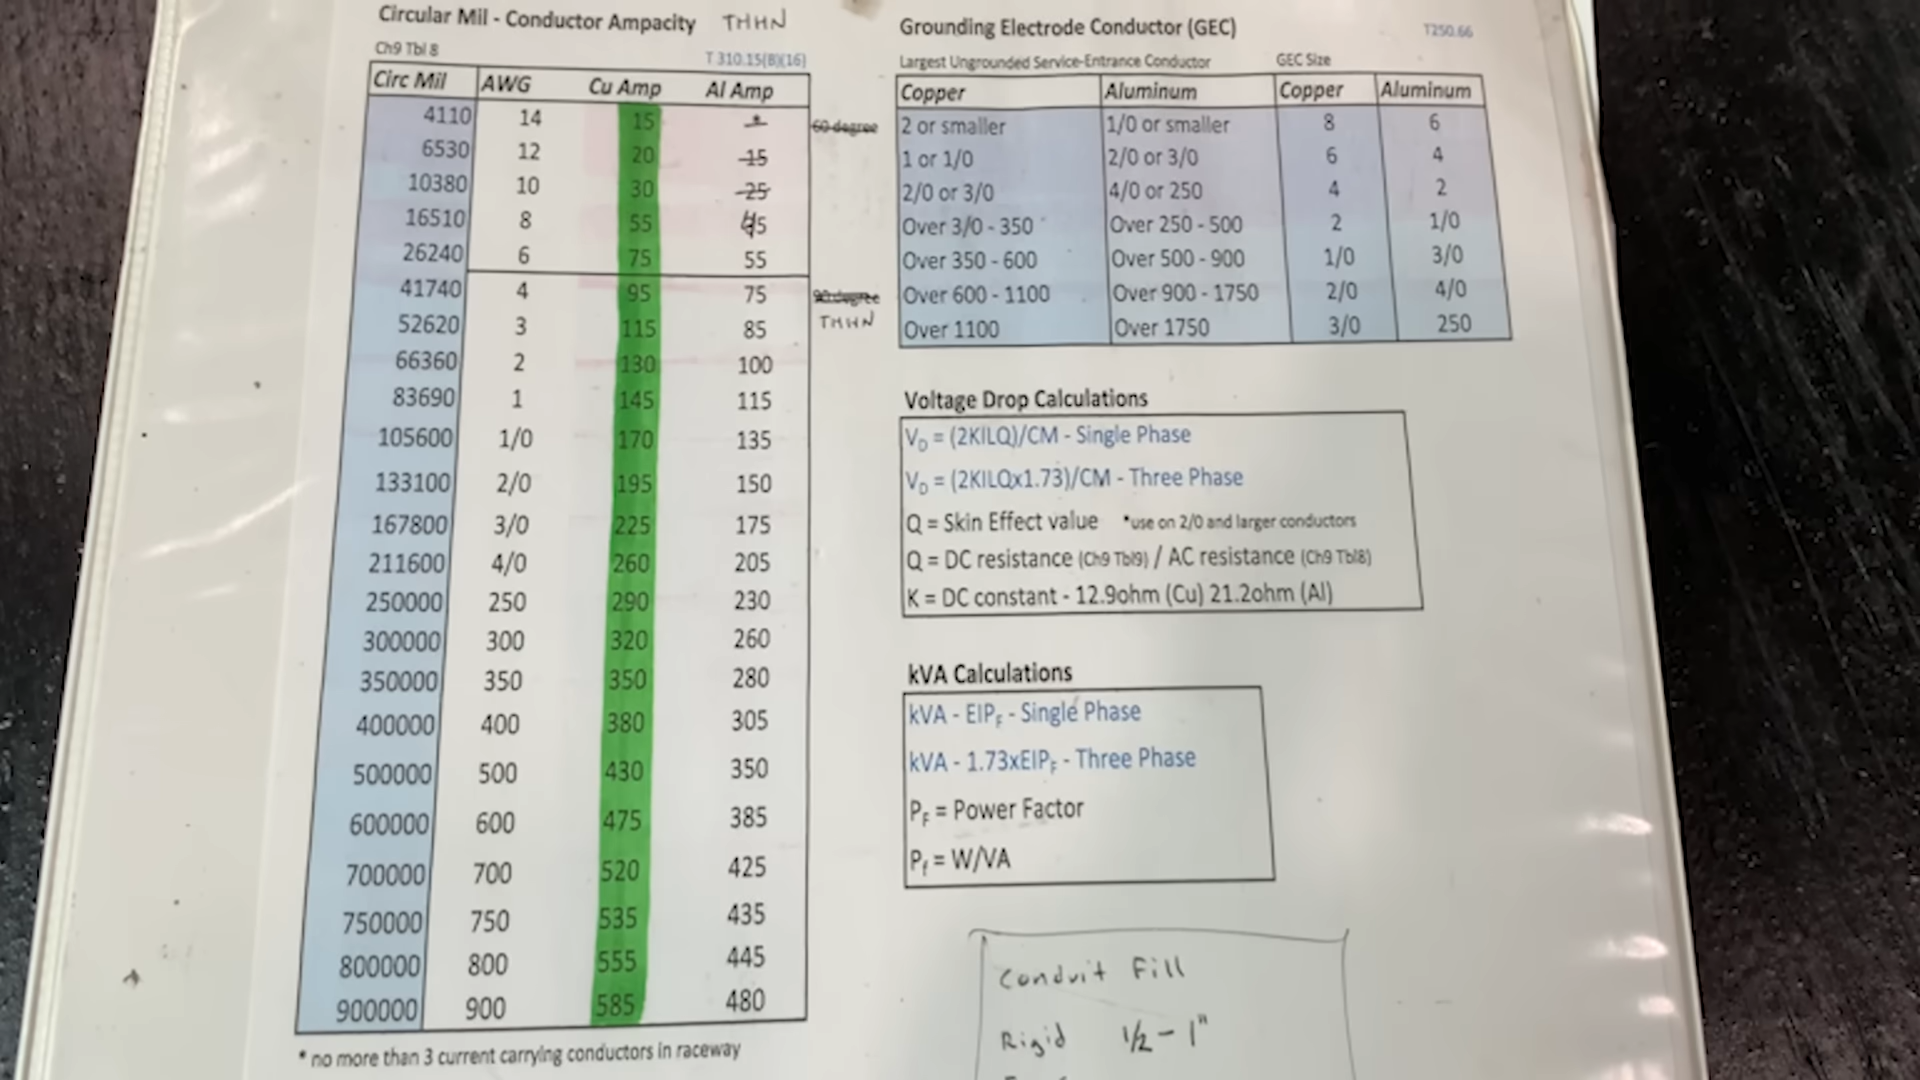 Circular Mil - Conductor Ampacity THHN
Ch9 Tbl 8 T 310.15(B)(16)
Circ Mil AWG Cu Amp Al Amp
4110 14 15 *
6530 12 20 15
10380 10 30 25
16510 8 55 45
26240 6 75 55
41740 4 95 75
52620 3 115 85
66360 2 130 100
83690 1 145 115
105600 1/0 170 135
133100 2/0 195 150
167800 3/0 225 175
211600 4/0 260 205
250000 250 290 230
300000 300 320 260
350000 350 350 280
400000 400 380 305
500000 500 430 350
600000 600 475 385
700000 700 520 425
750000 750 535 435
800000 800 555 445
900000 900 585 480
* no more than 3 current carrying conductors in raceway
60 degree
90 degree
THHN
Grounding Electrode Conductor (GEC) T250.66
Largest Ungrounded Service-Entrance Conductor GEC Size
Copper Aluminum Copper Aluminum
2 or smaller 1/0 or smaller 8 6
1 or 1/0 2/0 or 3/0 6 4
2/0 or 3/0 4/0 or 250 4 2
Over 3/0 - 350 Over 250 - 500 2 1/0
Over 350 - 600 Over 500 - 900 1/0 3/0
Over 600 - 1100 Over 900 - 1750 2/0 4/0
Over 1100 Over 1750 3/0 250
Voltage Drop Calculations
VD = (2KILQ)/CM - Single Phase
VD = (2KILQx1.73)/CM - Three Phase
Q = Skin Effect value *use on 2/0 and larger conductors
Q = DC resistance (Ch9 Tbl9) / AC resistance (Ch9 Tbl8)
K = DC constant - 12.9ohm (Cu) 21.2ohm (Al)
kVA Calculations
kVA - EIPF - Single Phase
kVA - 1.73xEIPF - Three Phase
PF = Power Factor
Pf = W/VA
Conduit Fill
Rigid 1/2 - 1"